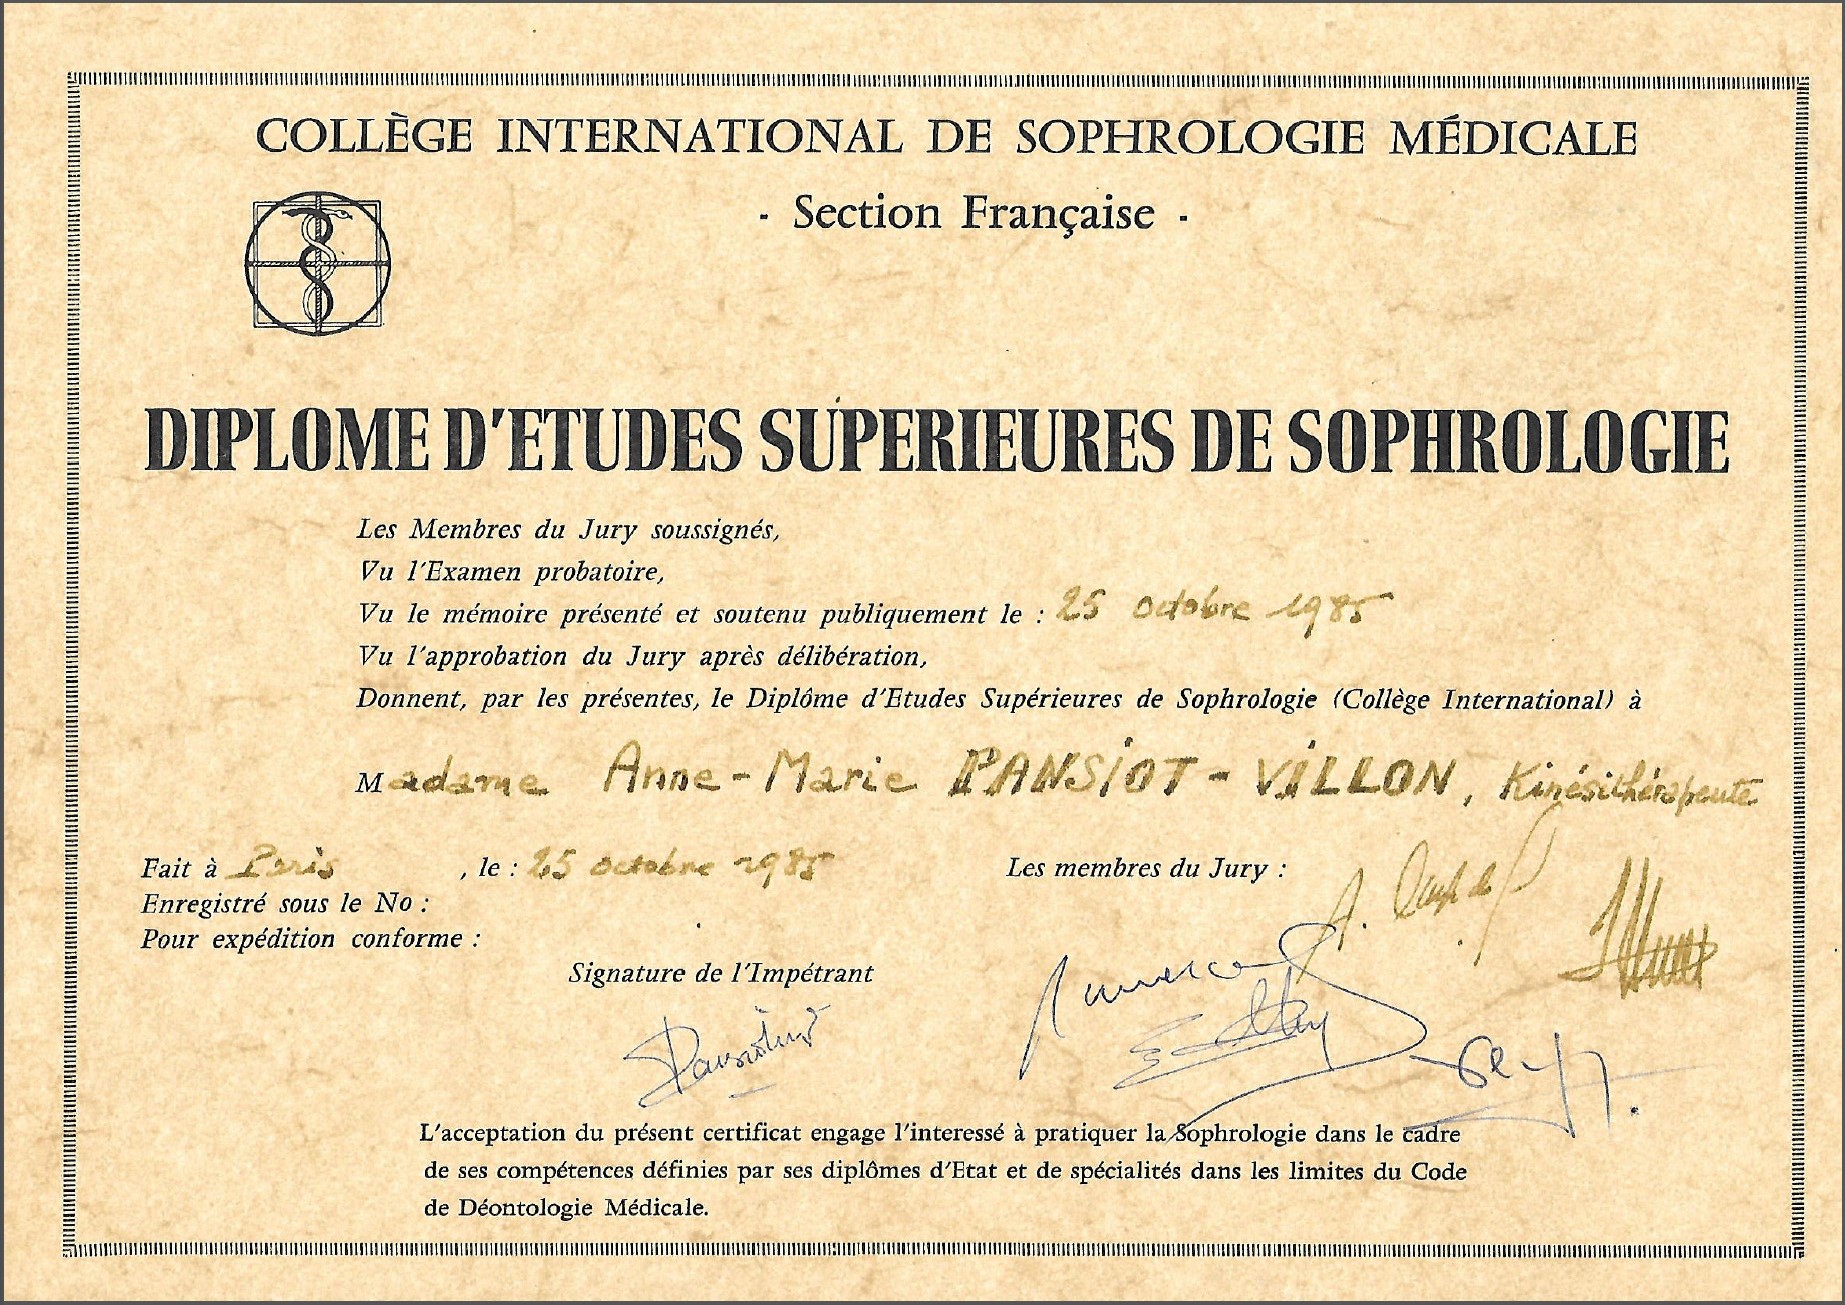 COLLÈGE INTERNATIONAL DE SOPHROLOGIE MÉDICALE
- Section Française -
DIPLOME D'ETUDES SUPERIEURES DE SOPHROLOGIE
Les Membres du Jury soussignés,
Vu l'Examen probatoire,
Vu le mémoire présenté et soutenu publiquement le : 25 octobre 1985
Vu l'approbation du Jury après délibération,
Donnent, par les présentes, le Diplôme d'Etudes Supérieures de Sophrologie (Collège International) à
Madame Anne-Marie PANSIOT-VILLON, Kinésithérapeute
Fait à Paris, le : 25 octobre 1985
Les membres du Jury :
Enregistré sous le No :
Pour expédition conforme :
Signature de l'Impétrant
L'acceptation du présent certificat engage l'interessé à pratiquer la Sophrologie dans le cadre
de ses compétences définies par ses diplômes d'Etat et de spécialités dans les limites du Code
de Déontologie Médicale.